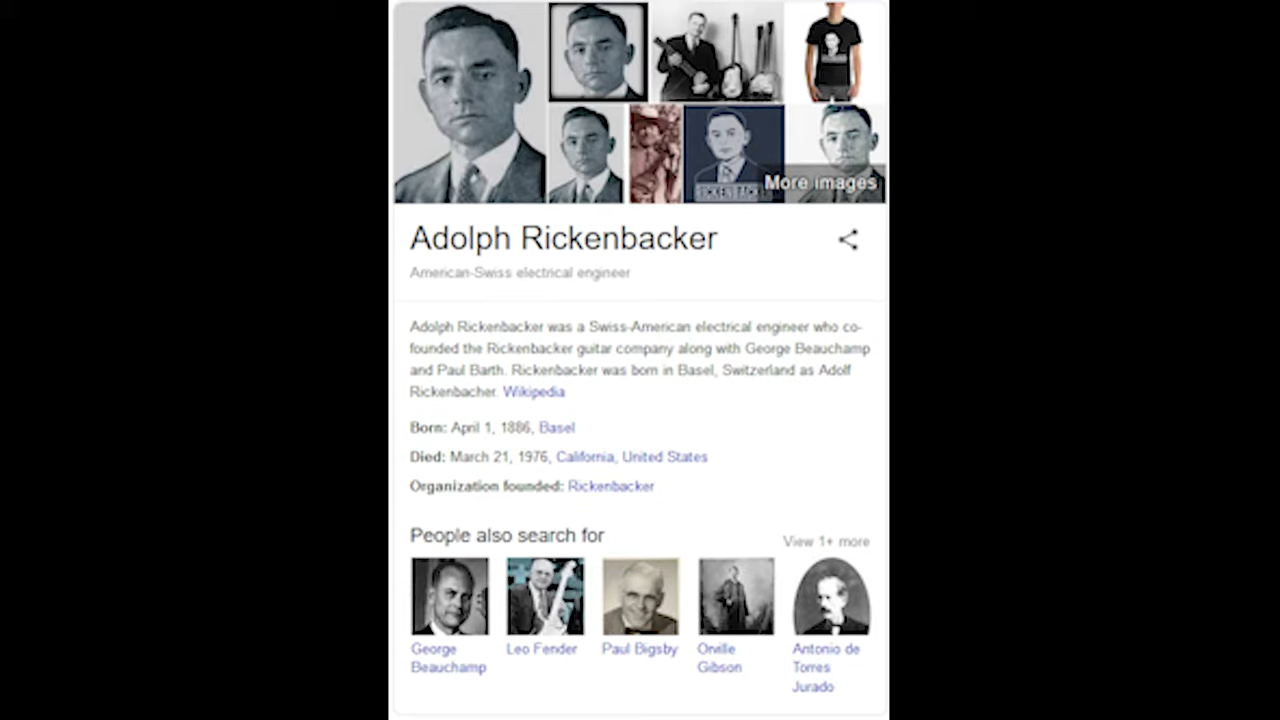 RICKENBACK
More images
Adolph Rickenbacker
American-Swiss electrical engineer
Adolph Rickenbacker was a Swiss-American electrical engineer who co-
founded the Rickenbacker guitar company along with George Beauchamp
and Paul Barth. Rickenbacker was born in Basel, Switzerland as Adolf
Rickenbacher. Wikipedia
Born: April 1, 1886, Basel
Died: March 21, 1976, California, United States
Organization founded: Rickenbacker
People also search for
View 1+ more
George
Beauchamp
Leo Fender
Paul Bigsby
Orville
Gibson
Antonio de
Torres
Jurado